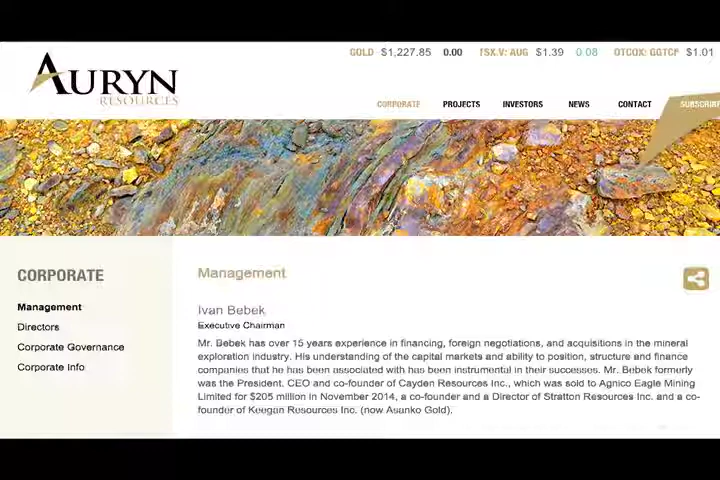 GOLD $1,227.85 0.00 TSX.V: AUG $1.39 0.08 OTCQX: GGTCF $1.01
AURYN
RESOURCES
CORPORATE PROJECTS INVESTORS NEWS CONTACT SUBSCRIBE
CORPORATE
Management
Directors
Corporate Governance
Corporate Info
Management
Ivan Bebek
Executive Chairman
Mr. Bebek has over 15 years experience in financing, foreign negotiations, and acquisitions in the mineral
exploration industry. His understanding of the capital markets and ability to position, structure and finance
companies that he has been associated with has been instrumental in their successes. Mr. Bebek formerly
was the President. CEO and co-founder of Cayden Resources Inc., which was sold to Agnico Eagle Mining
Limited for $205 million in November 2014, a co-founder and a Director of Stratton Resources Inc. and a co-
founder of Keegan Resources Inc. (now Asanko Gold).